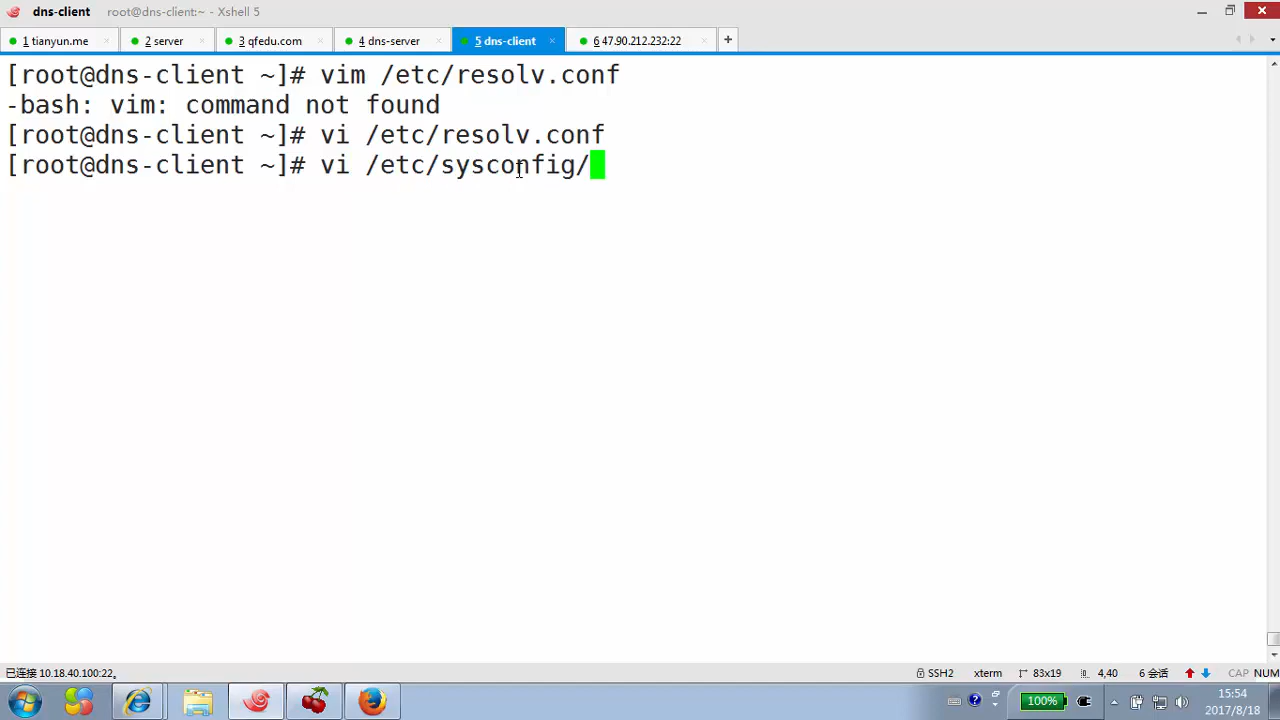 dns-client root@dns-client:~ - Xshell 5
1 tianyun.me × 2 server × 3 qfedu.com × 4 dns-server × 5 dns-client × 6 47.90.212.232:22 × +
[root@dns-client ~]# vim /etc/resolv.conf
-bash: vim: command not found
[root@dns-client ~]# vi /etc/resolv.conf
[root@dns-client ~]# vi /etc/sysconfig/
已连接 10.18.40.100:22。 SSH2 xterm 83x19 4,40 6 会话 CAP NUM
100% 15:54
2017/8/18